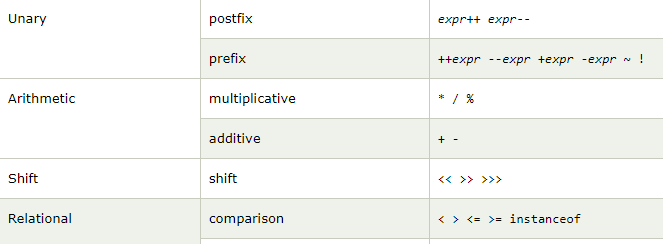 Unary postfix expr++ expr--
prefix ++expr --expr +expr -expr ~ !
Arithmetic multiplicative * / %
additive + -
Shift shift << >> >>>
Relational comparison < > <= >= instanceof